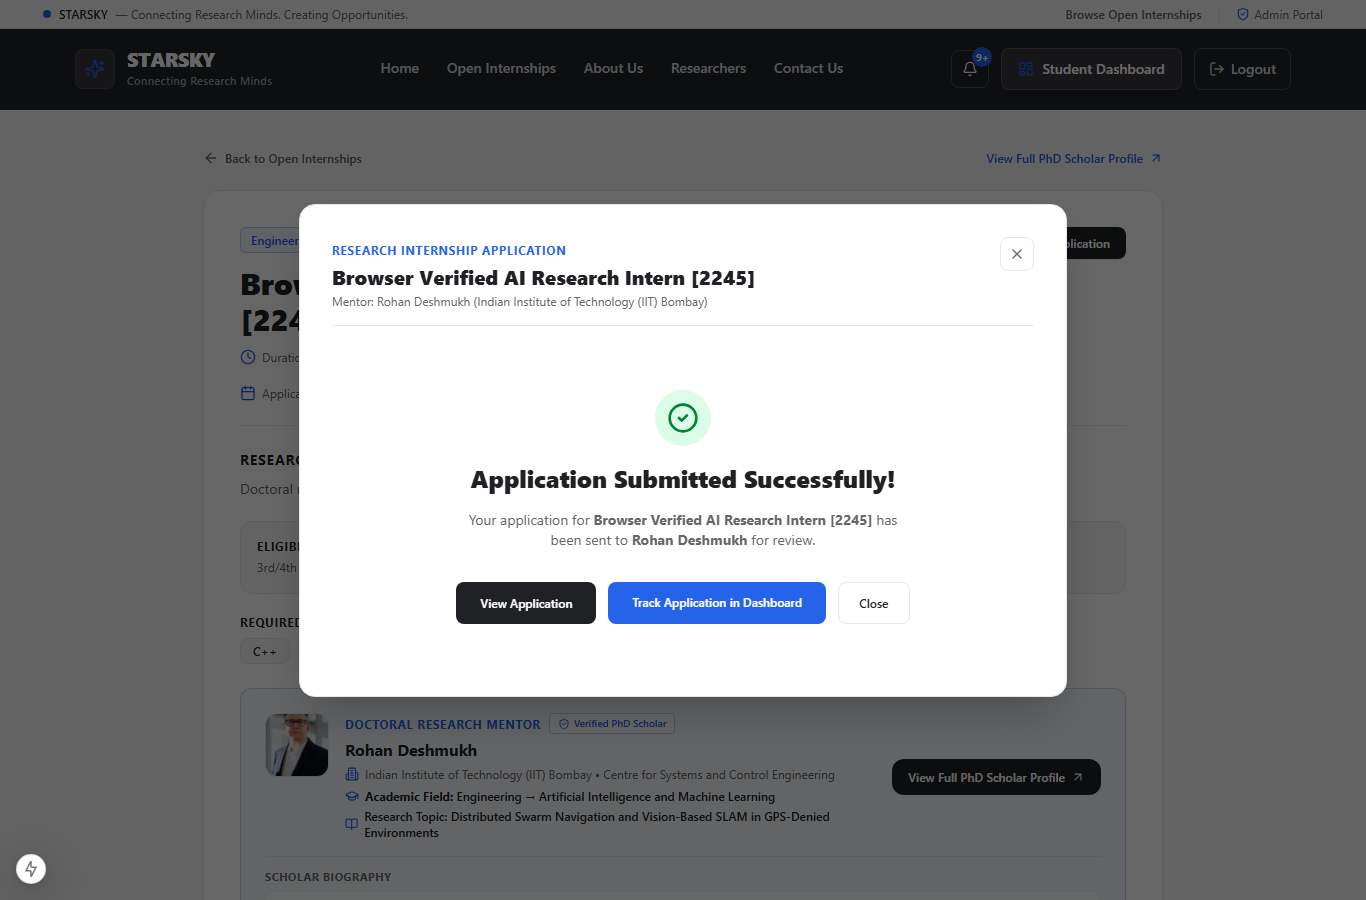 STARSKY — Connecting Research Minds. Creating Opportunities.
Browse Open Internships
Admin Portal
STARSKY
Connecting Research Minds
Home
Open Internships
About Us
Researchers
Contact Us
9+
Student Dashboard
Logout
Back to Open Internships
View Full PhD Scholar Profile
RESEARCH INTERNSHIP APPLICATION
Browser Verified AI Research Intern [2245]
Mentor: Rohan Deshmukh (Indian Institute of Technology (IIT) Bombay)
Application Submitted Successfully!
Your application for Browser Verified AI Research Intern [2245] has
been sent to Rohan Deshmukh for review.
View Application
Track Application in Dashboard
Close
Doctoral
3rd/4th
REQUIRED
C++
DOCTORAL RESEARCH MENTOR
Verified PhD Scholar
Rohan Deshmukh
Indian Institute of Technology (IIT) Bombay • Centre for Systems and Control Engineering
Academic Field: Engineering → Artificial Intelligence and Machine Learning
Research Topic: Distributed Swarm Navigation and Vision-Based SLAM in GPS-Denied
Environments
View Full PhD Scholar Profile
SCHOLAR BIOGRAPHY